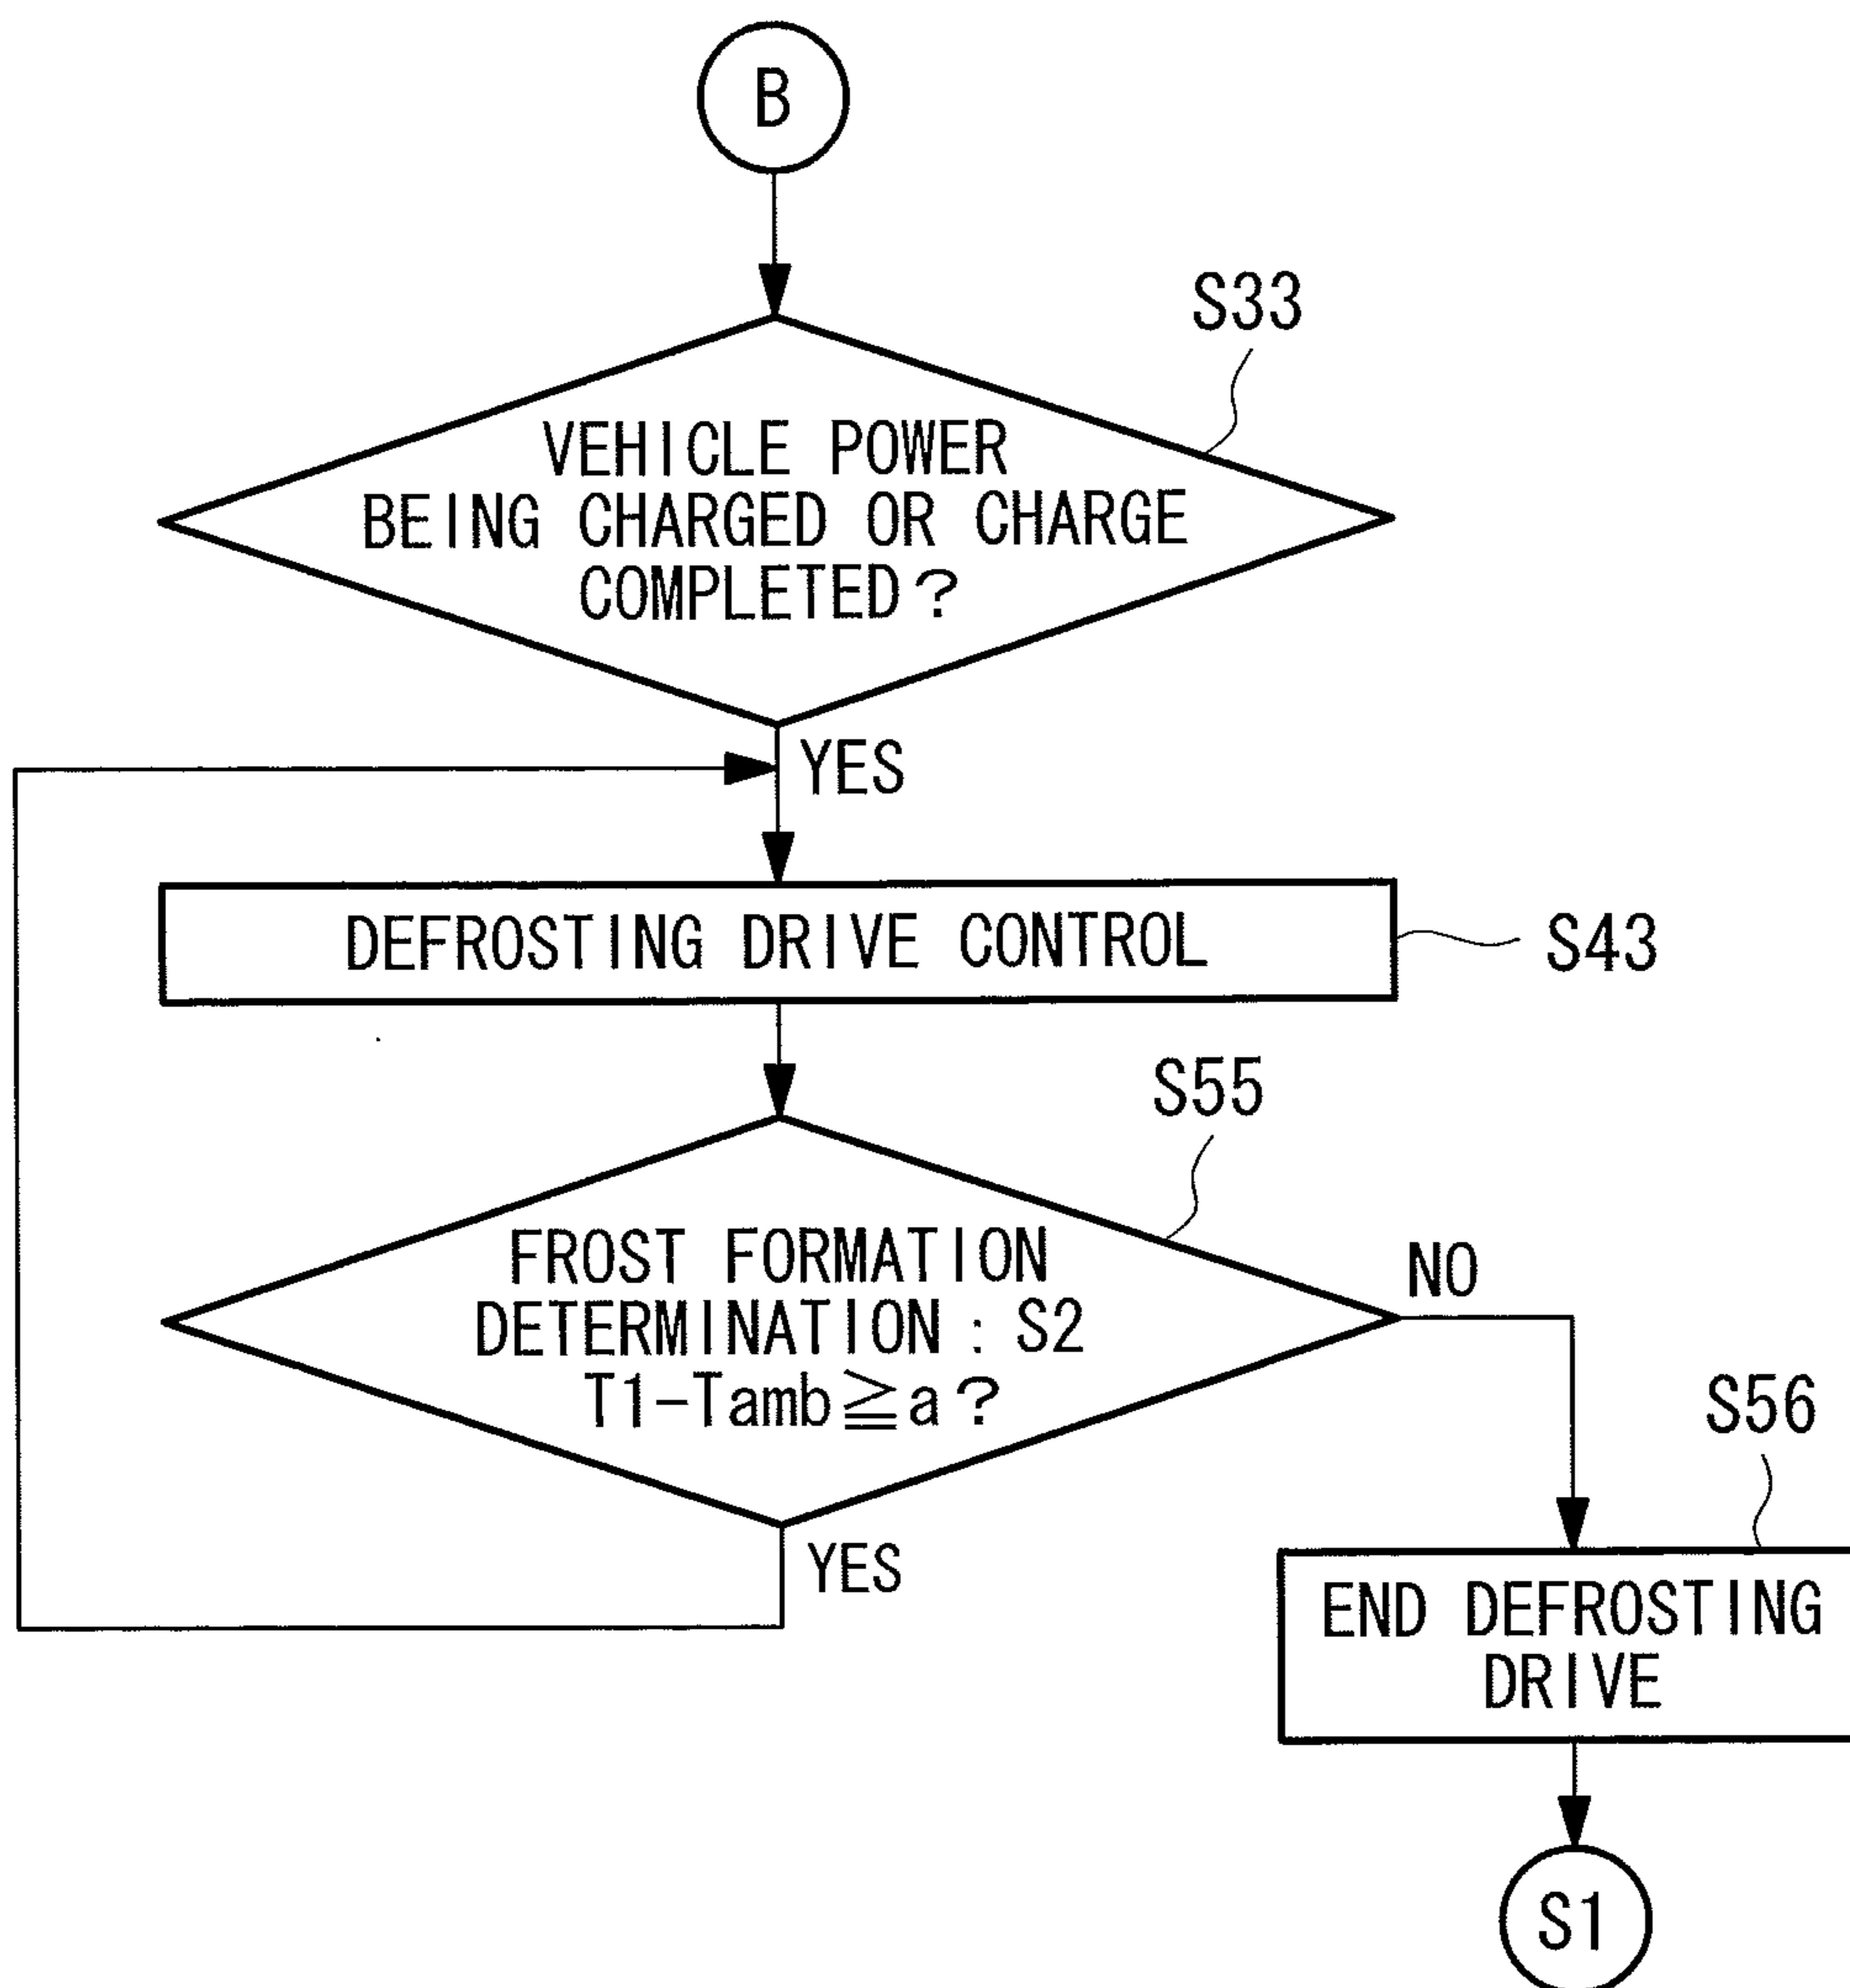 B
S33
VEHICLE POWER
BEING CHARGED OR CHARGE
COMPLETED?
YES
DEFROSTING DRIVE CONTROL
S43
S55
FROST FORMATION
DETERMINATION : S2
T1-Tamb≧a?
NO
YES
S56
END DEFROSTING
DRIVE
S1